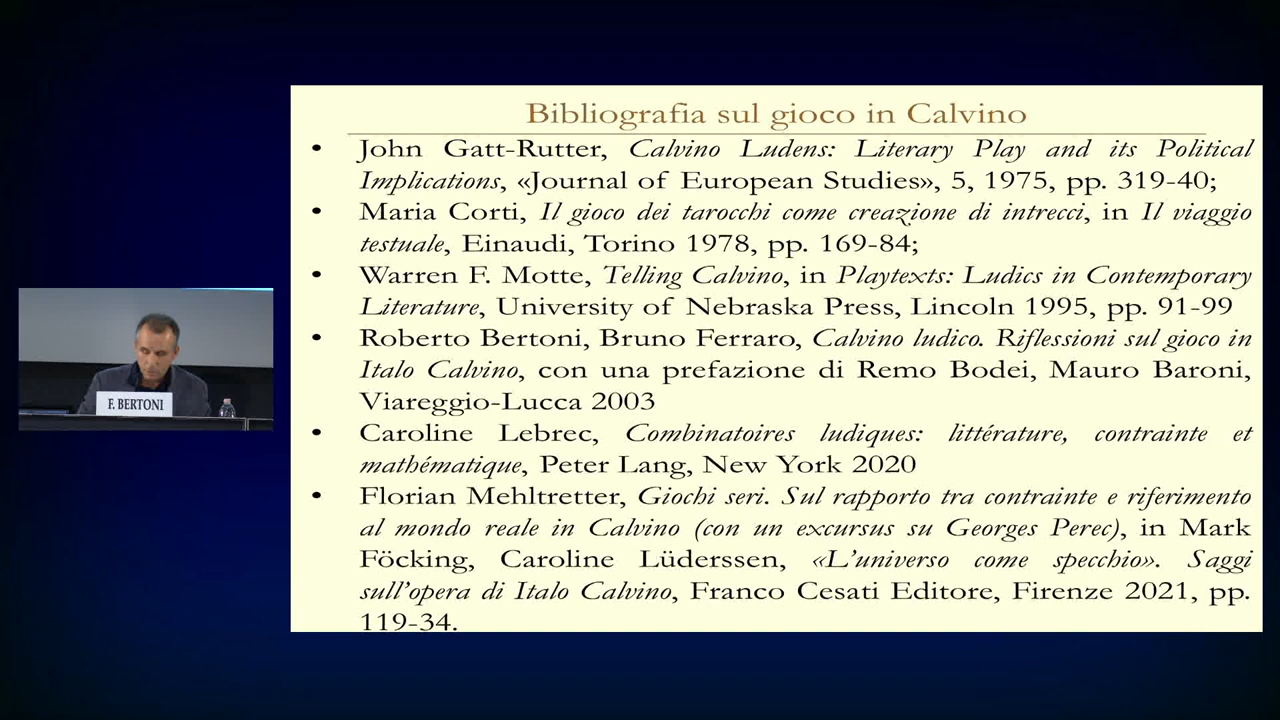 Bibliografia sul gioco in Calvino
• John Gatt-Rutter, Calvino Ludens: Literary Play and its Political
Implications, «Journal of European Studies», 5, 1975, pp. 319-40;
• Maria Corti, Il gioco dei tarocchi come creazione di intrecci, in Il viaggio
testuale, Einaudi, Torino 1978, pp. 169-84;
• Warren F. Motte, Telling Calvino, in Playtexts: Ludics in Contemporary
Literature, University of Nebraska Press, Lincoln 1995, pp. 91-99
• Roberto Bertoni, Bruno Ferraro, Calvino ludico. Riflessioni sul gioco in
Italo Calvino, con una prefazione di Remo Bodei, Mauro Baroni,
Viareggio-Lucca 2003
• Caroline Lebrec, Combinatoires ludiques: littérature, contrainte et
mathématique, Peter Lang, New York 2020
• Florian Mehltretter, Giochi seri. Sul rapporto tra contrainte e riferimento
al mondo reale in Calvino (con un excursus su Georges Perec), in Mark
Föcking, Caroline Lüderssen, «L'universo come specchio». Saggi
sull'opera di Italo Calvino, Franco Cesati Editore, Firenze 2021, pp.
119-34.
F. BERTONI